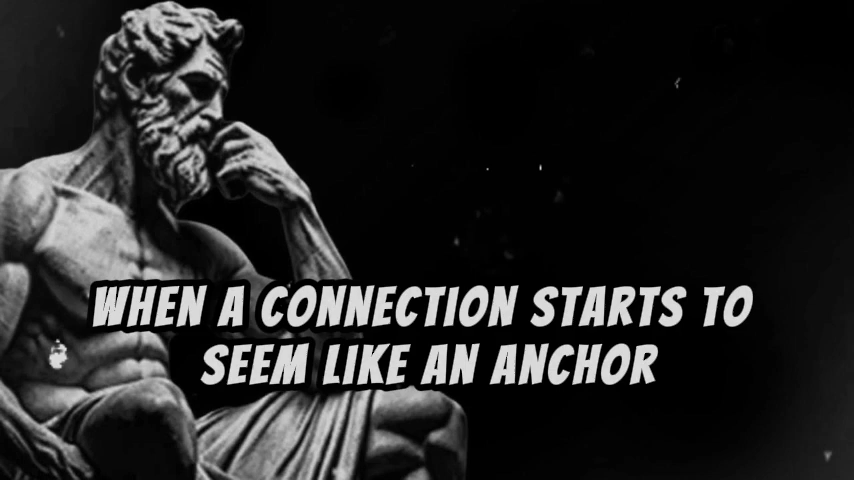 WHEN A CONNECTION STARTS TO
SEEM LIKE AN ANCHOR